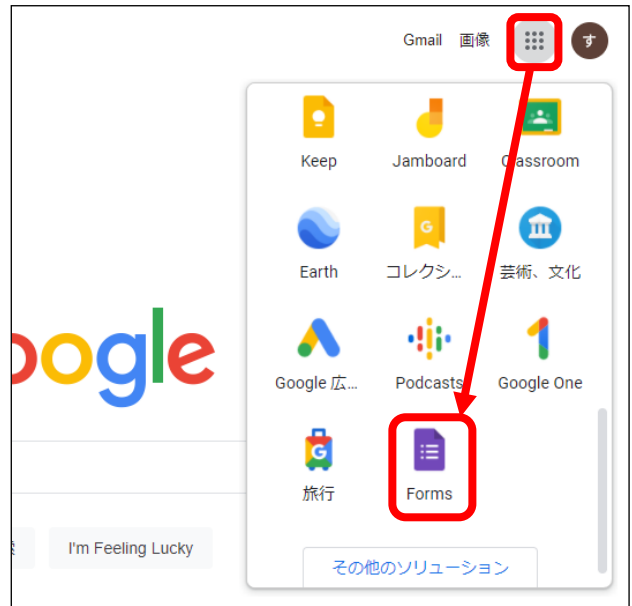 Gmail 画像 す
Keep Jamboard Classroom
G
Earth コレクシ... 芸術、文化
oogle
Google 広... Podcasts Google One
G
旅行 Forms
I'm Feeling Lucky
その他のソリューション